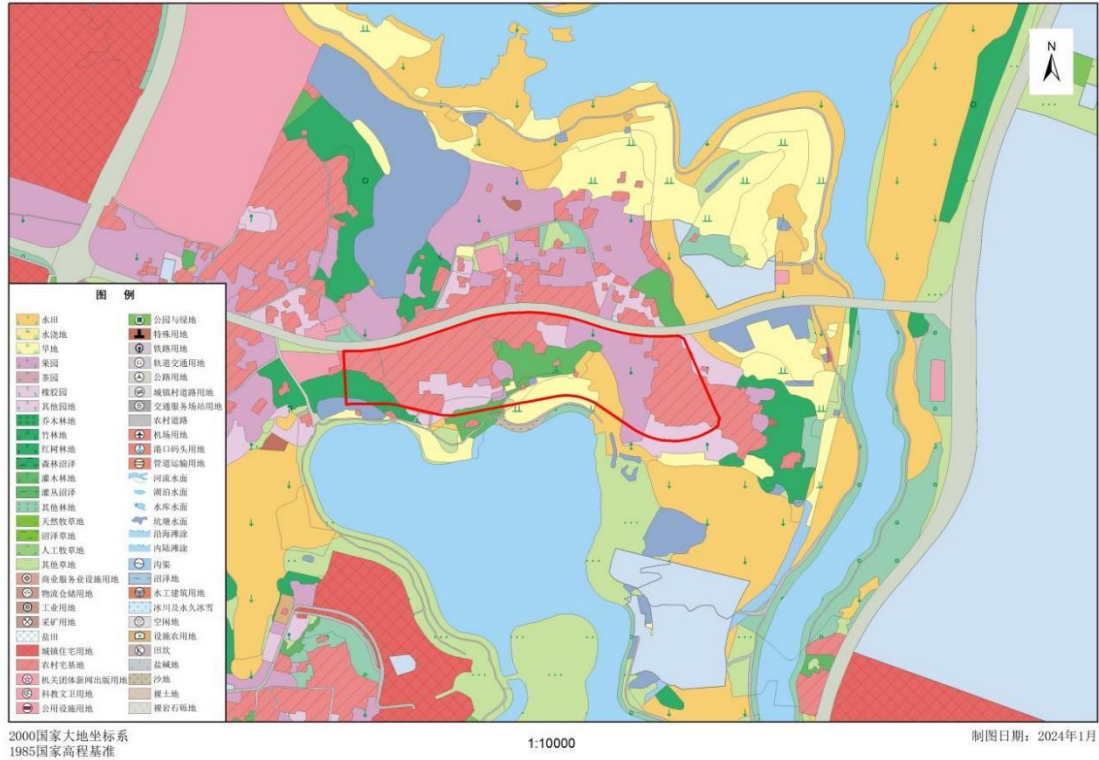 N
图 例
水田
水浇地
旱地
果园
茶园
橡胶园
其他园地
乔木林地
竹林地
红树林地
森林沼泽
灌木林地
灌丛沼泽
其他林地
天然牧草地
沼泽草地
人工牧草地
其他草地
商业服务业设施用地
物流仓储用地
工业用地
采矿用地
盐田
城镇住宅用地
农村宅基地
机关团体新闻出版用地
科教文卫用地
公用设施用地
公园与绿地
特殊用地
铁路用地
轨道交通用地
公路用地
城镇村道路用地
交通服务场站用地
农村道路
机场用地
港口码头用地
管道运输用地
河流水面
湖泊水面
水库水面
坑塘水面
沿海滩涂
内陆滩涂
沟渠
沼泽地
水工建筑用地
冰川及永久冰雪
空闲地
设施农用地
田坎
盐碱地
沙地
裸土地
裸岩石砾地
2000国家大地坐标系
1985国家高程基准
1:10000
制图日期：2024年1月